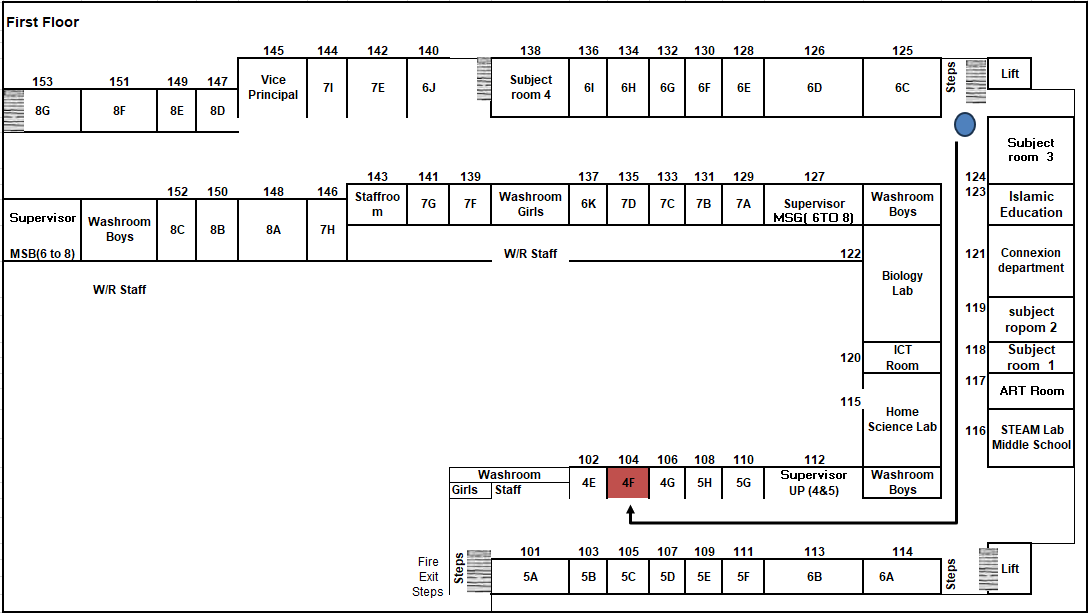 First Floor
145 144 142 140 138 136 134 132 130 128 126 125
153 151 149 147
Vice
Principal
7I
7E
6J
Subject
room 4
6I
6H
6G
6F
6E
6D
6C
Steps
Lift
8G
8F
8E
8D
Subject
room 3
124
143 141 139 137 135 133 131 129 127
152 150 148 146
123
Supervisor
MSB(6 to 8)
Washroom
Boys
8C
8B
8A
7H
Staffroo
m
7G
7F
Washroom
Girls
6K
7D
7C
7B
7A
Supervisor
MSG( 6TO 8)
Washroom
Boys
Islamic
Education
W/R Staff
122
121
Connexion
department
W/R Staff
Biology
Lab
119
subject
ropom 2
120
ICT
Room
118
Subject
room 1
117
ART Room
115
Home
Science Lab
116
STEAM Lab
Middle School
102 104 106 108 110 112
Washroom
Girls
Staff
4E
4F
4G
5H
5G
Supervisor
UP (4&5)
Washroom
Boys
101 103 105 107 109 111 113 114
Fire
Exit
Steps
Steps
5A
5B
5C
5D
5E
5F
6B
6A
Steps
Lift